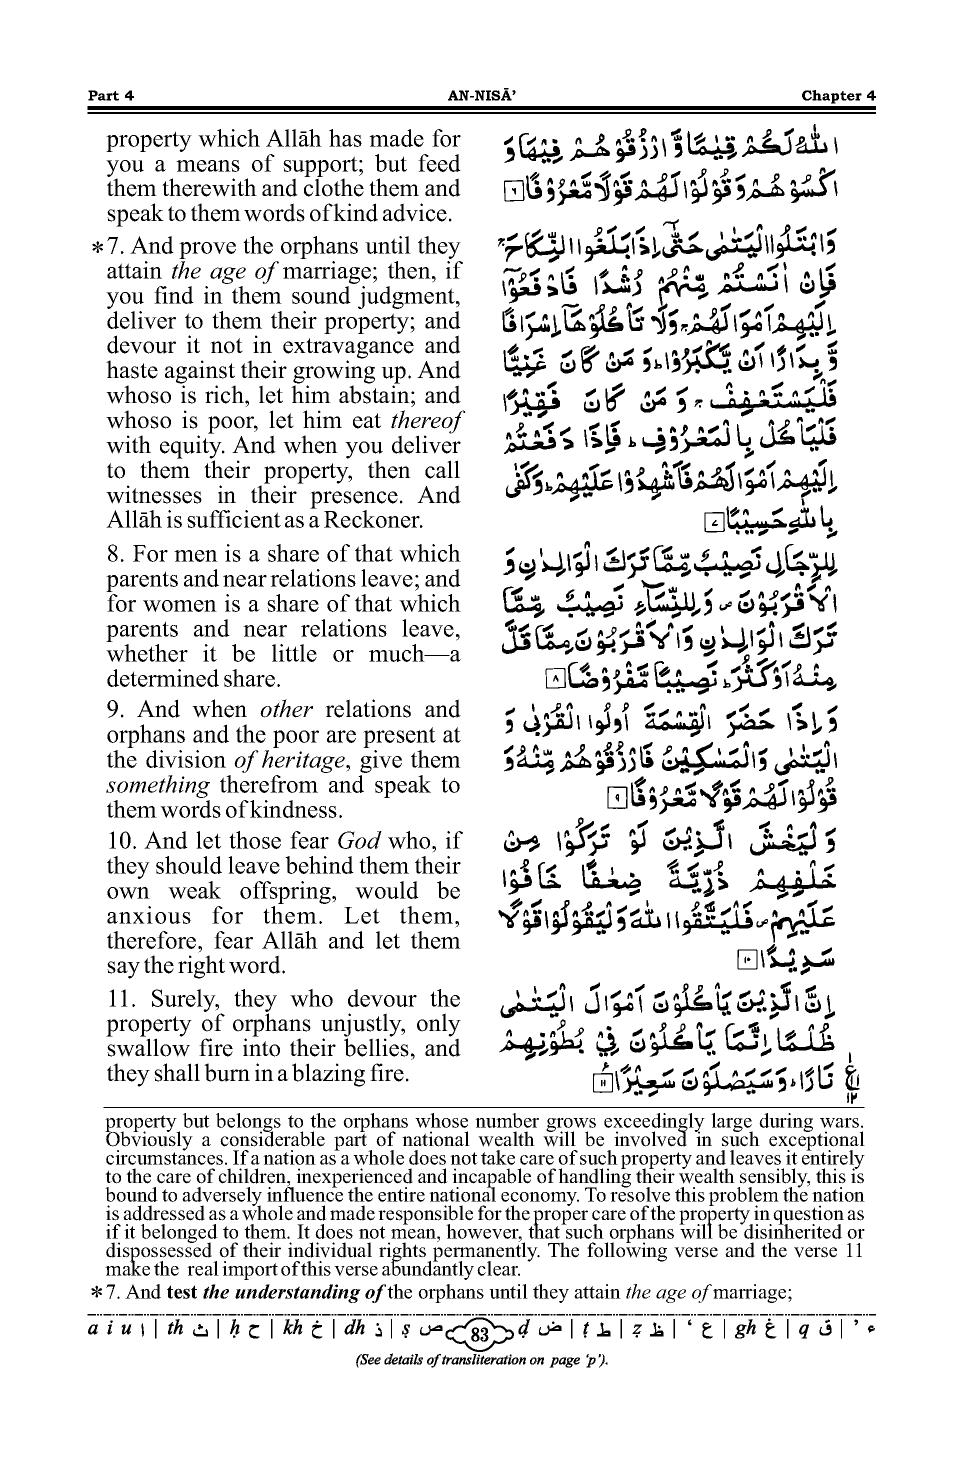 Part 4 AN-NISĀ’ Chapter 4
property which Allāh has made for
you a means of support; but feed
them therewith and clothe them and
speak to them words of kind advice.
∗7. And prove the orphans until they
attain the age of marriage; then, if
you find in them sound judgment,
deliver to them their property; and
devour it not in extravagance and
haste against their growing up. And
whoso is rich, let him abstain; and
whoso is poor, let him eat thereof
with equity. And when you deliver
to them their property, then call
witnesses in their presence. And
Allāh is sufficient as a Reckoner.
8. For men is a share of that which
parents and near relations leave; and
for women is a share of that which
parents and near relations leave,
whether it be little or much—a
determined share.
9. And when other relations and
orphans and the poor are present at
the division of heritage, give them
something therefrom and speak to
them words of kindness.
10. And let those fear God who, if
they should leave behind them their
own weak offspring, would be
anxious for them. Let them,
therefore, fear Allāh and let them
say the right word.
11. Surely, they who devour the
property of orphans unjustly, only
swallow fire into their bellies, and
they shall burn in a blazing fire.
اللّٰهُ لَكُمْ قِيٰمًا وَّ ارْزُقُوْهُمْ فِيْهَا وَ
اكْسُوْهُمْ وَ قُوْلُوْا لَهُمْ قَوْلًا مَّعْرُوْفًا ۶
وَ ابْتَلُوا الْيَتٰمٰى حَتّٰۤى اِذَا بَلَغُوا النِّكَاحَ ۚ
فَاِنْ اٰنَسْتُمْ مِّنْهُمْ رُشْدًا فَادْفَعُوْۤا
اِلَيْهِمْ اَمْوَالَهُمْ ۚ وَلَا تَاْكُلُوْهَاۤ اِسْرَافًا
وَّ بِدَارًا اَنْ يَّكْبَرُوْا ؕ وَ مَنْ كَانَ غَنِيًّا
فَلْيَسْتَعْفِفْ ۚ وَ مَنْ كَانَ فَقِيْرًا
فَلْيَاْكُلْ بِالْمَعْرُوْفِ ؕ فَاِذَا دَفَعْتُمْ
اِلَيْهِمْ اَمْوَالَهُمْ فَاَشْهِدُوْا عَلَيْهِمْ ؕ وَكَفٰى
بِاللّٰهِ حَسِيْبًا ۷
لِلرِّجَالِ نَصِيْبٌ مِّمَّا تَرَكَ الْوَالِدٰنِ وَ
الْاَقْرَبُوْنَ ۪ وَ لِلنِّسَآءِ نَصِيْبٌ مِّمَّا
تَرَكَ الْوَالِدٰنِ وَ الْاَقْرَبُوْنَ مِمَّا قَلَّ
مِنْهُ اَوْ كَثُرَ ؕ نَصِيْبًا مَّفْرُوْضًا ۸
وَ اِذَا حَضَرَ الْقِسْمَةَ اُولُوا الْقُرْبٰى وَ
الْيَتٰمٰى وَ الْمَسٰكِيْنُ فَارْزُقُوْهُمْ مِّنْهُ وَ
قُوْلُوْا لَهُمْ قَوْلًا مَّعْرُوْفًا ۹
وَ لْيَخْشَ الَّذِيْنَ لَوْ تَرَكُوْا مِنْ
خَلْفِهِمْ ذُرِّيَّةً ضِعٰفًا خَافُوْا
عَلَيْهِمْ ۪ فَلْيَتَّقُوا اللّٰهَ وَ لْيَقُوْلُوْا قَوْلًا
سَدِيْدًا ۱۰
اِنَّ الَّذِيْنَ يَاْكُلُوْنَ اَمْوَالَ الْيَتٰمٰى
ظُلْمًا اِنَّمَا يَاْكُلُوْنَ فِيْ بُطُوْنِهِمْ
نَارًا ؕ وَ سَيَصْلَوْنَ سَعِيْرًا ۱۱
property but belongs to the orphans whose number grows exceedingly large during wars.
Obviously a considerable part of national wealth will be involved in such exceptional
circumstances. If a nation as a whole does not take care of such property and leaves it entirely
to the care of children, inexperienced and incapable of handling their wealth sensibly, this is
bound to adversely influence the entire national economy. To resolve this problem the nation
is addressed as a whole and made responsible for the proper care of the property in question as
if it belonged to them. It does not mean, however, that such orphans will be disinherited or
dispossessed of their individual rights permanently. The following verse and the verse 11
make the real import of this verse abundantly clear.
∗7. And test the understanding of the orphans until they attain the age of marriage;
a i u ا | th ث | ḥ ح | kh خ | dh ذ | ṣ ص 83 ḍ ض | ṭ ط | ẓ ظ | ‘ ع | gh غ | q ق | ’ ء
(See details of transliteration on page ‘p’).